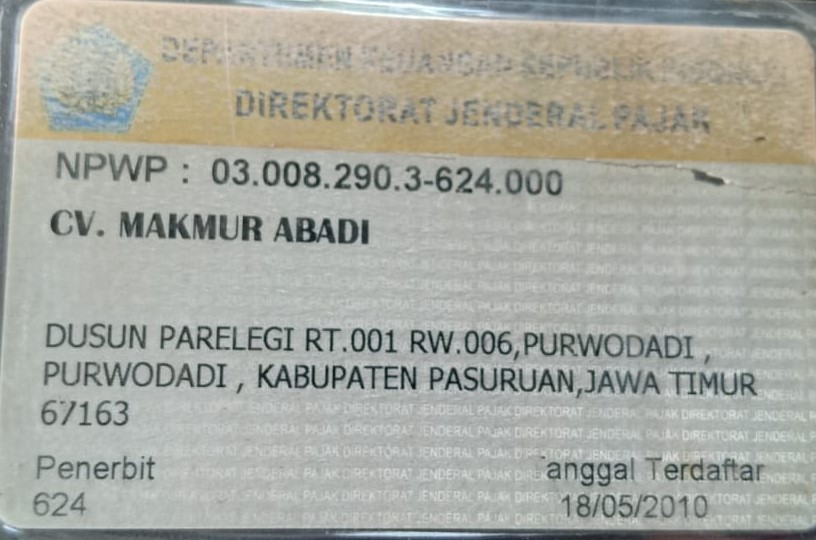 DEPARTEMEN KEUANGAN REPUBLIK INDONESIA
DIREKTORAT JENDERAL PAJAK
NPWP : 03.008.290.3-624.000
CV. MAKMUR ABADI
DUSUN PARELEGI RT.001 RW.006,PURWODADI ,
PURWODADI , KABUPATEN PASURUAN,JAWA TIMUR
67163
Penerbit
anggal Terdaftar
624
18/05/2010